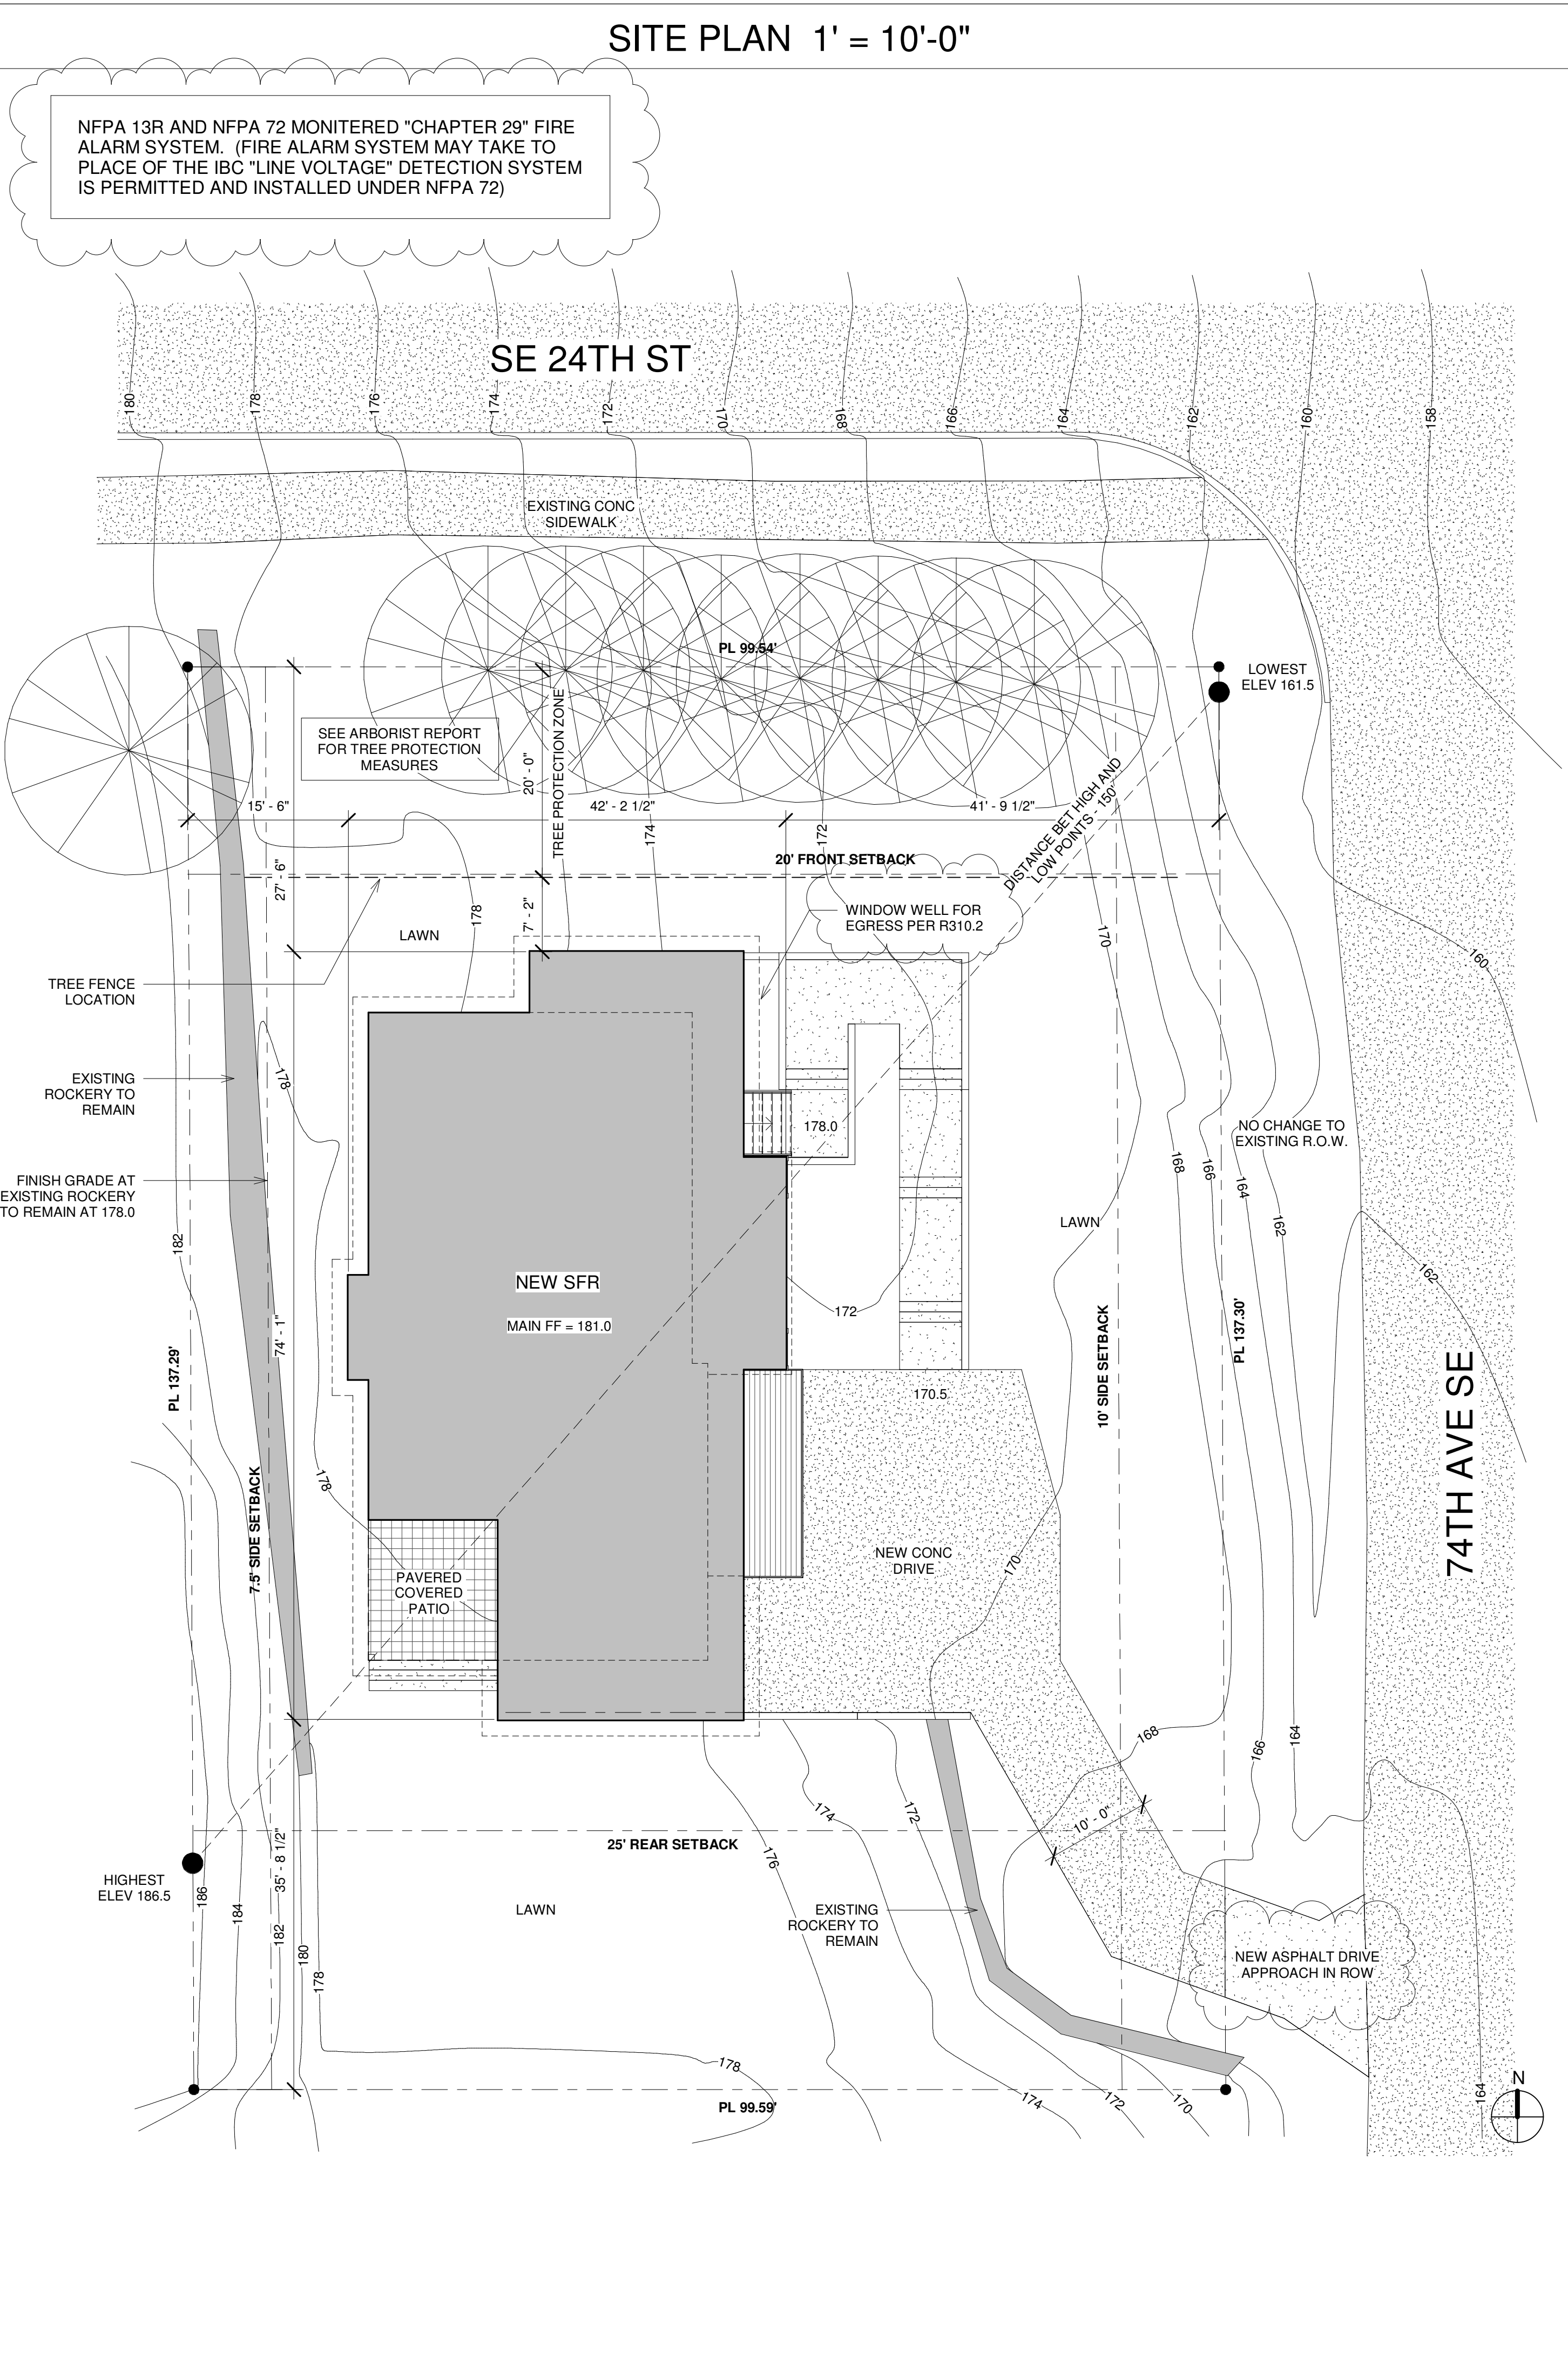 SITE PLAN 1' = 10'-0"
NFPA 13R AND NFPA 72 MONITERED "CHAPTER 29" FIRE
ALARM SYSTEM. (FIRE ALARM SYSTEM MAY TAKE TO
PLACE OF THE IBC "LINE VOLTAGE" DETECTION SYSTEM
IS PERMITTED AND INSTALLED UNDER NFPA 72)
SE 24TH ST
180
178
176
174
172
170
168
166
164
162
160
158
EXISTING CONC
SIDEWALK
PL 99.54'
LOWEST
ELEV 161.5
SEE ARBORIST REPORT
FOR TREE PROTECTION
MEASURES
20' - 0"
TREE PROTECTION ZONE
15' - 6"
42' - 2 1/2"
41' - 9 1/2"
DISTANCE BET HIGH AND
LOW POINTS - 150'
174
172
20' FRONT SETBACK
27' - 6"
7' - 2"
178
LAWN
WINDOW WELL FOR
EGRESS PER R310.2
170
160
TREE FENCE
LOCATION
EXISTING
ROCKERY TO
REMAIN
178
178.0
NO CHANGE TO
EXISTING R.O.W.
168
166
164
162
FINISH GRADE AT
EXISTING ROCKERY
TO REMAIN AT 178.0
182
LAWN
162
NEW SFR
MAIN FF = 181.0
172
74' - 1"
PL 137.29'
10' SIDE SETBACK
PL 137.30'
74TH AVE SE
170.5
178
7.5' SIDE SETBACK
PAVERED
COVERED
PATIO
NEW CONC
DRIVE
170
168
166
164
174
172
10' - 0"
25' REAR SETBACK
176
HIGHEST
ELEV 186.5
186
184
35' - 8 1/2"
182
180
178
LAWN
EXISTING
ROCKERY TO
REMAIN
NEW ASPHALT DRIVE
APPROACH IN ROW
178
PL 99.59'
174
172
170
164
N